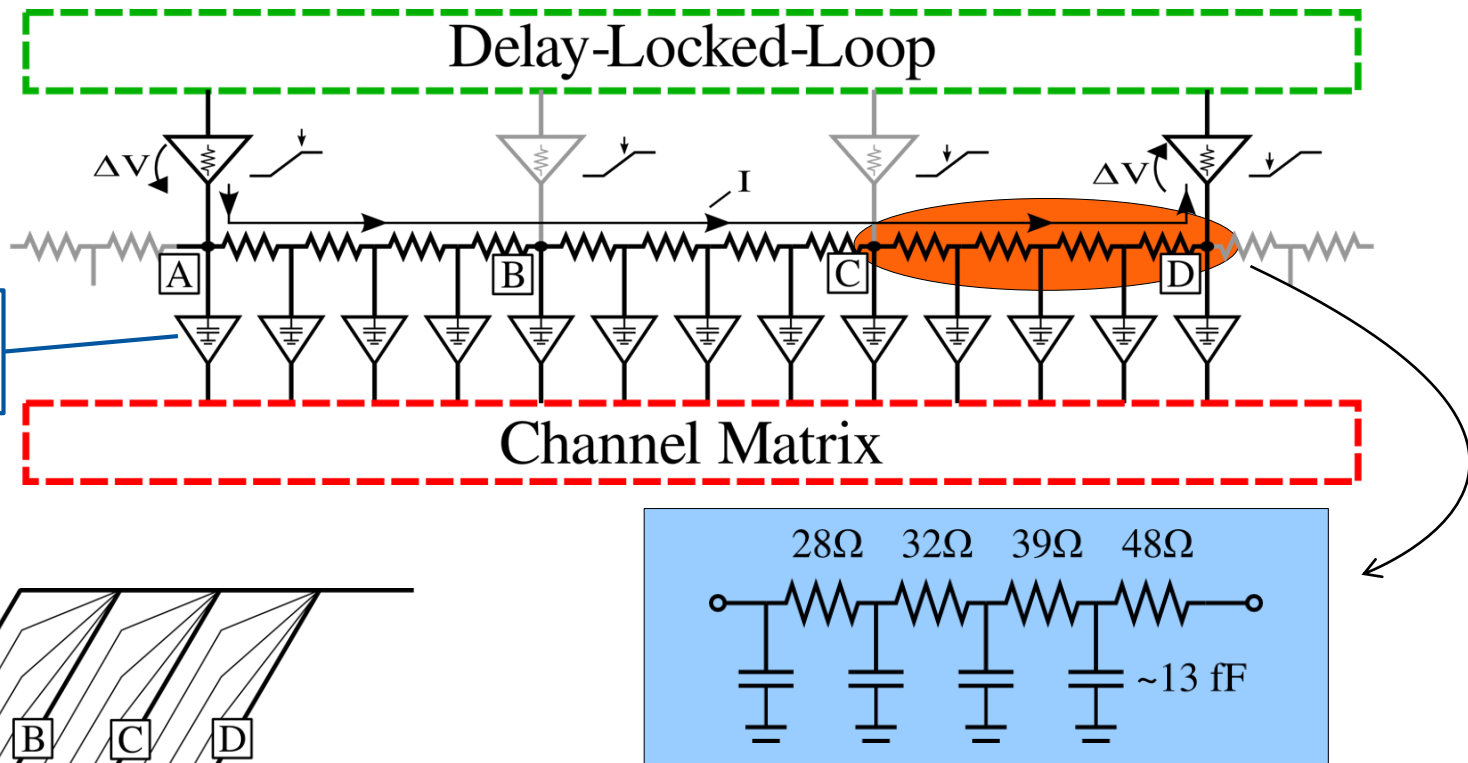 Delay-Locked-Loop
ΔV
I
ΔV
A
B
C
D
Channel Matrix
28Ω 32Ω 39Ω 48Ω
~13 fF
B
C
D